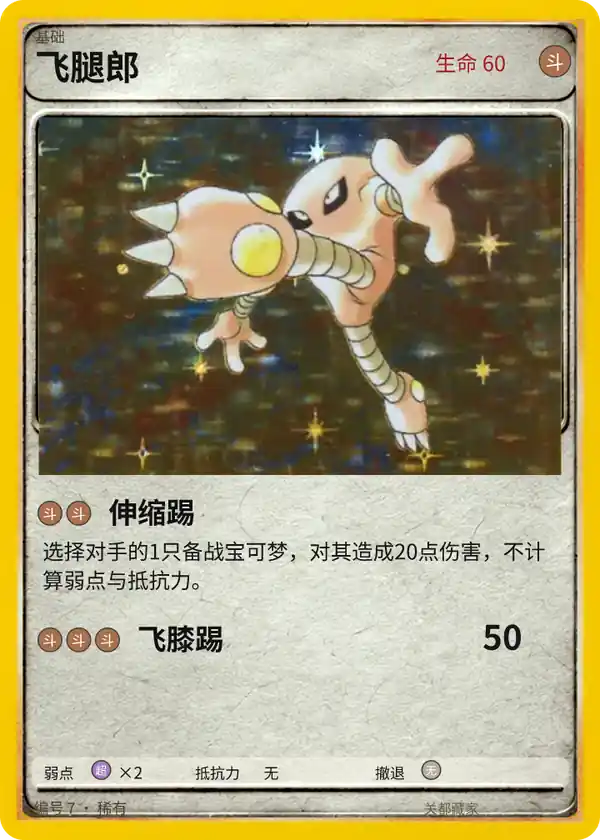 基础
飞腿郎
生命 60 斗
斗 斗 伸缩踢
选择对手的1只备战宝可梦，对其造成20点伤害，不计
算弱点与抵抗力。
斗 斗 斗 飞膝踢 50
弱点 超 ×2 抵抗力 无 撤退 无
编号 7 · 稀有 关都藏家